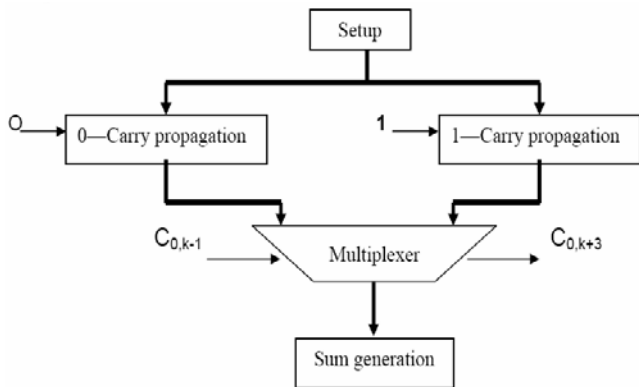 Setup
O
0—Carry propagation
1
1—Carry propagation
C0,k-1
Multiplexer
C0,k+3
Sum generation